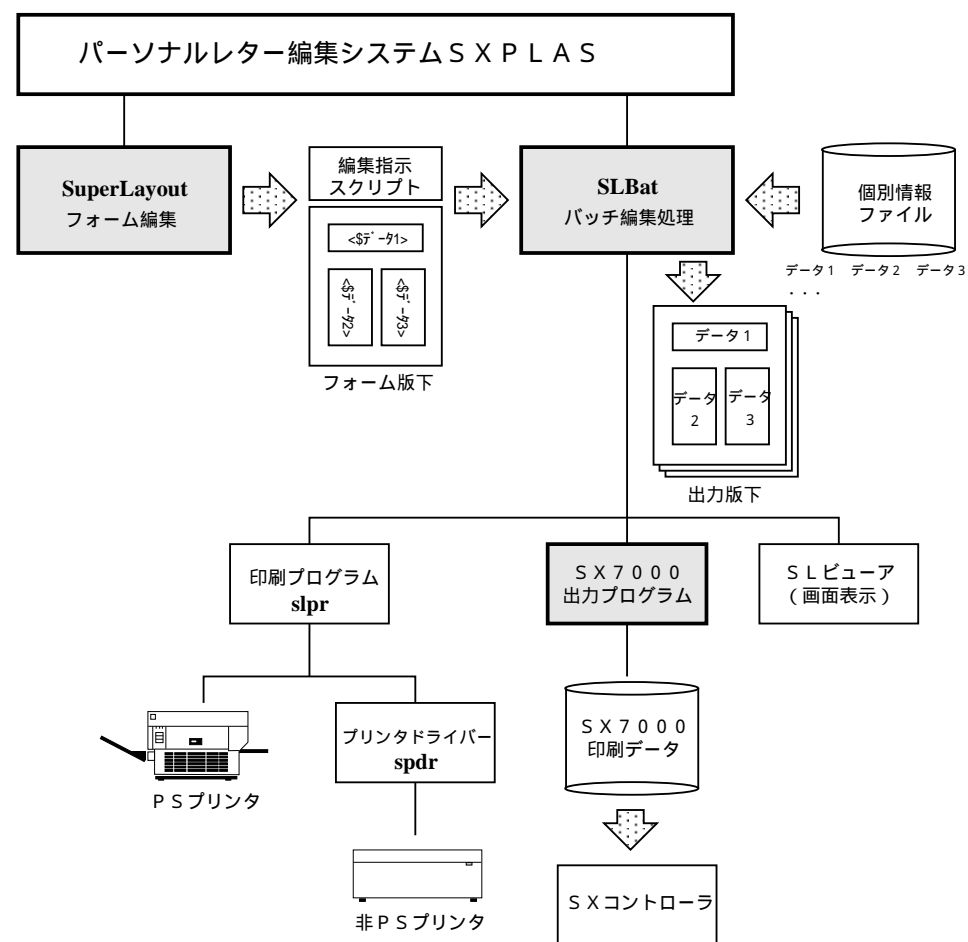 パーソナルレター編集システムＳＸＰＬＡＳ
SuperLayout
フォーム編集
編集指示
スクリプト
<$ﾃﾞｰﾀ1>
<$ﾃﾞｰﾀ2>
<$ﾃﾞｰﾀ3>
フォーム版下
SLBat
バッチ編集処理
個別情報
ファイル
データ１　データ２　データ３
・・・
データ１
データ
２
データ
３
出力版下
印刷プログラム
slpr
ＳＸ７０００
出力プログラム
ＳＬビューア
（画面表示）
プリンタドライバー
spdr
ＰＳプリンタ
非ＰＳプリンタ
ＳＸ７０００
印刷データ
ＳＸコントローラ